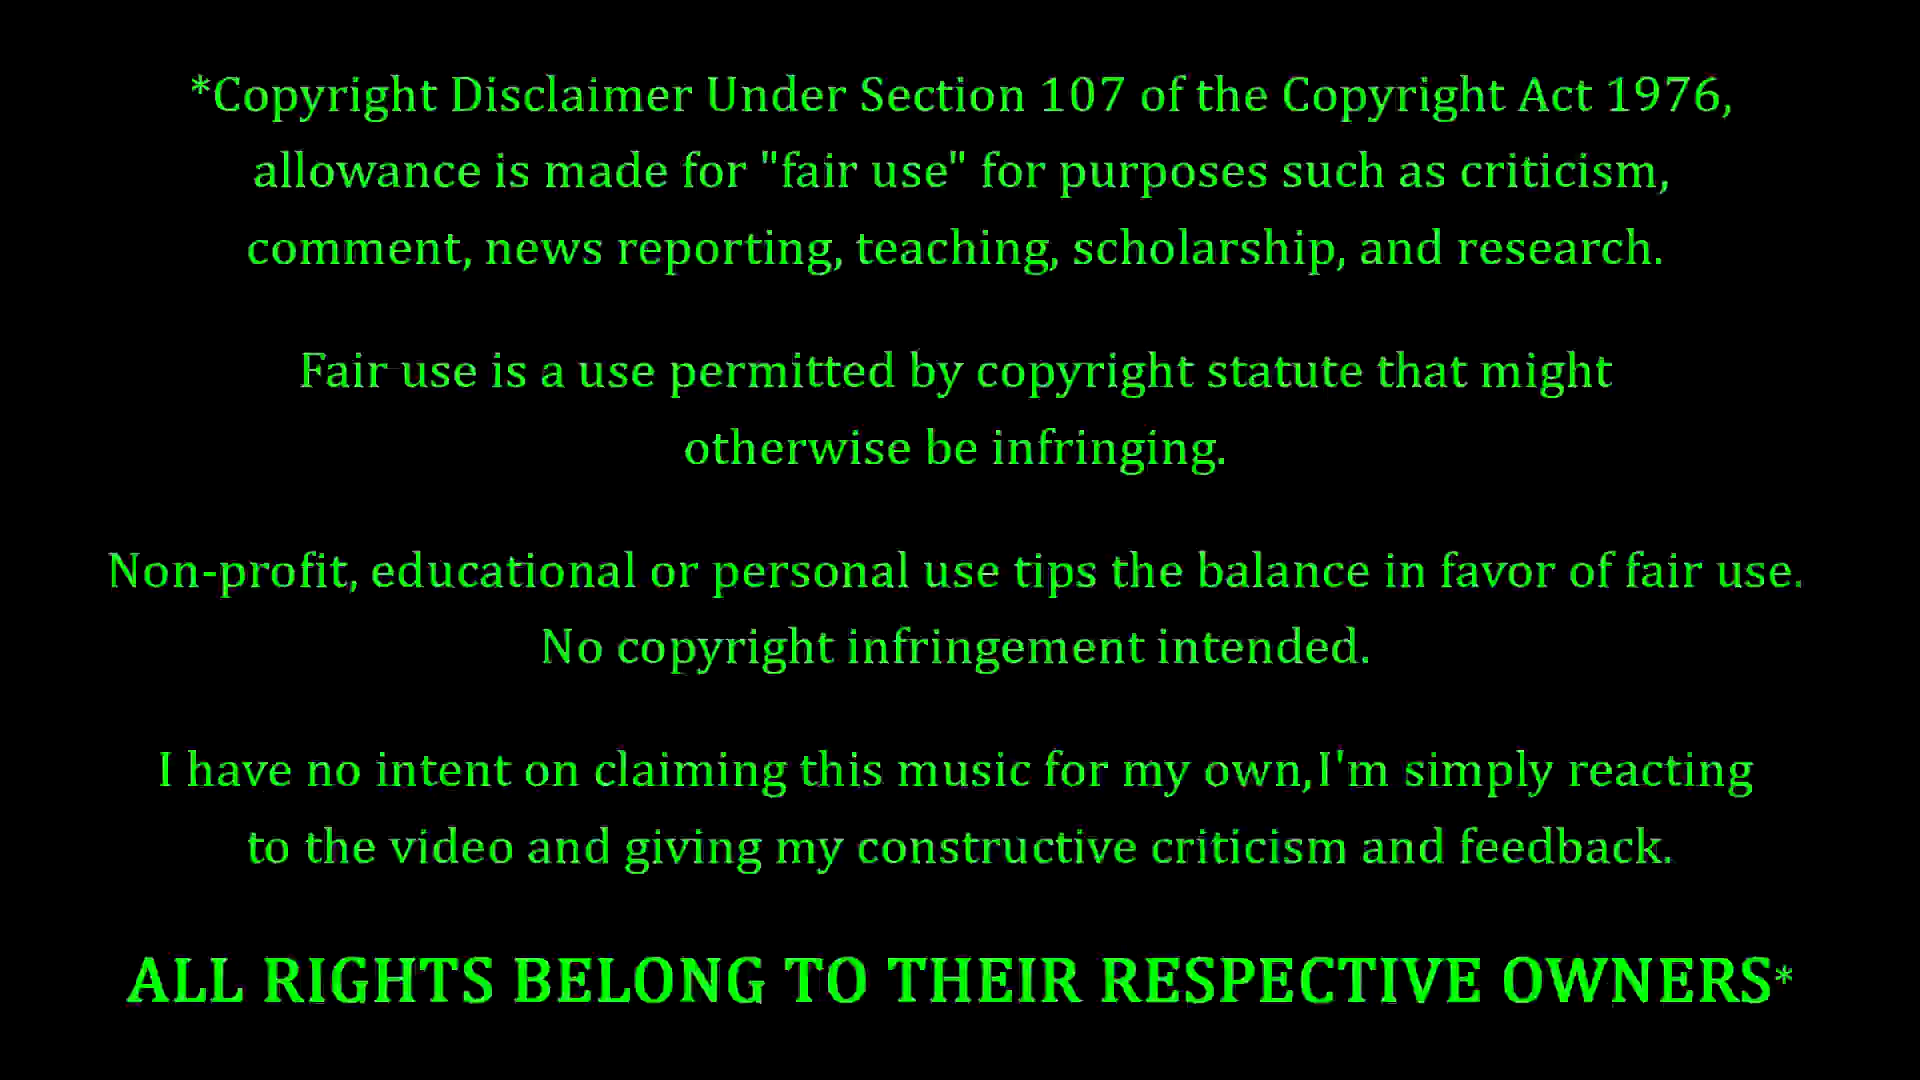 *Copyright Disclaimer Under Section 107 of the Copyright Act 1976,
allowance is made for "fair use" for purposes such as criticism,
comment, news reporting, teaching, scholarship, and research.
Fair use is a use permitted by copyright statute that might
otherwise be infringing.
Non-profit, educational or personal use tips the balance in favor of fair use.
No copyright infringement intended.
I have no intent on claiming this music for my own,I'm simply reacting
to the video and giving my constructive criticism and feedback.
ALL RIGHTS BELONG TO THEIR RESPECTIVE OWNERS*